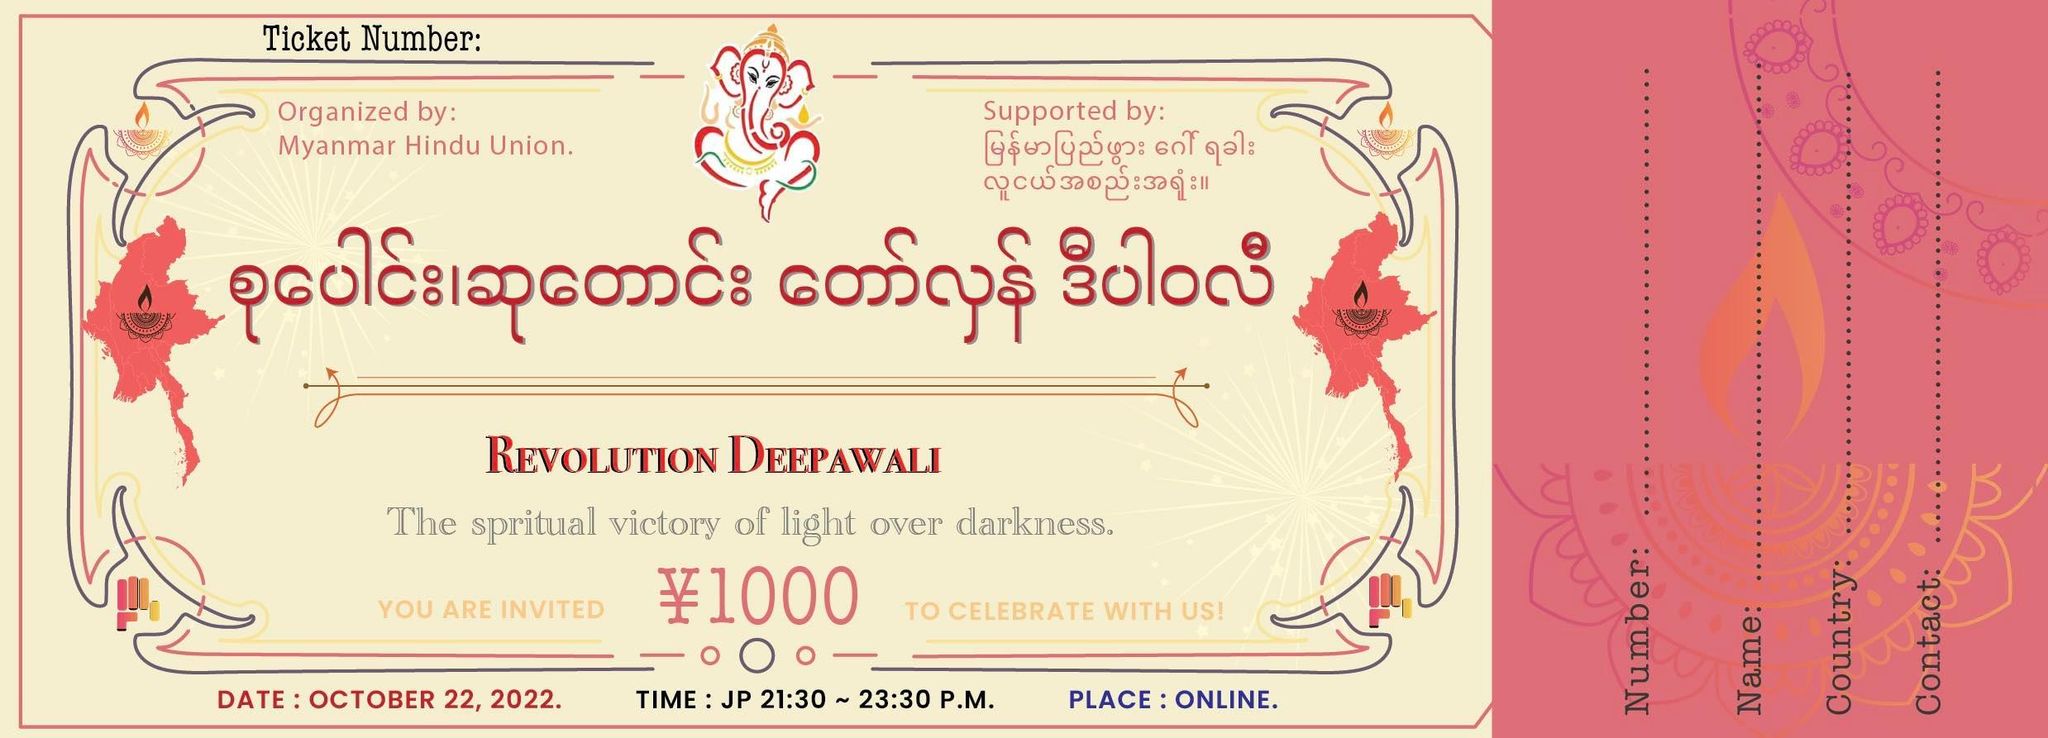 Ticket Number:
Organized by:
Myanmar Hindu Union.
Supported by:
မြန်မာပြည်ဖွား ဂေါ် ရခါး
လူငယ်အစည်းအရုံး။
စုပေါင်း၊ဆုတောင်း တော်လှန် ဒီပါဝလီ
REVOLUTION DEEPAWALI
The spritual victory of light over darkness.
YOU ARE INVITED ¥1000 TO CELEBRATE WITH US!
DATE : OCTOBER 22, 2022. TIME : JP 21:30 ~ 23:30 P.M. PLACE : ONLINE.
Number:
Name:
Country:
Contact: